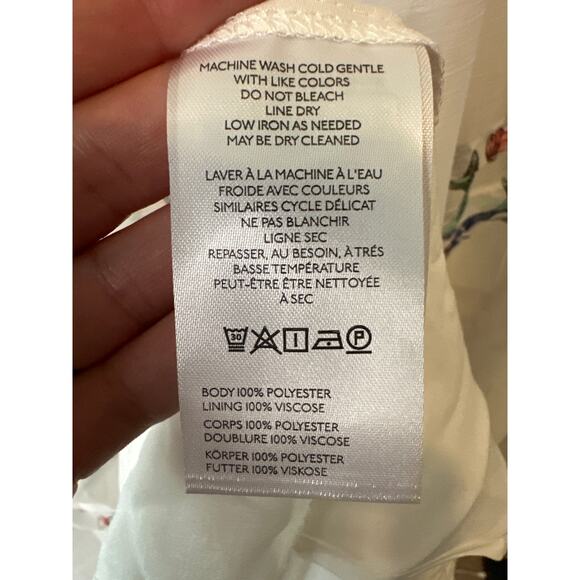 MACHINE WASH COLD GENTLE
WITH LIKE COLORS
DO NOT BLEACH
LINE DRY
LOW IRON AS NEEDED
MAY BE DRY CLEANED
LAVER À LA MACHINE À L'EAU
FROIDE AVEC COULEURS
SIMILAIRES CYCLE DÉLICAT
NE PAS BLANCHIR
LIGNE SEC
REPASSER, AU BESOIN, À TRÉS
BASSE TEMPÉRATURE
PEUT-ÊTRE ÊTRE NETTOYÉE
À SEC
30 P
BODY 100% POLYESTER
LINING 100% VISCOSE
CORPS 100% POLYESTER
DOUBLURE 100% VISCOSE
KÖRPER 100% POLYESTER
FUTTER 100% VISKOSE